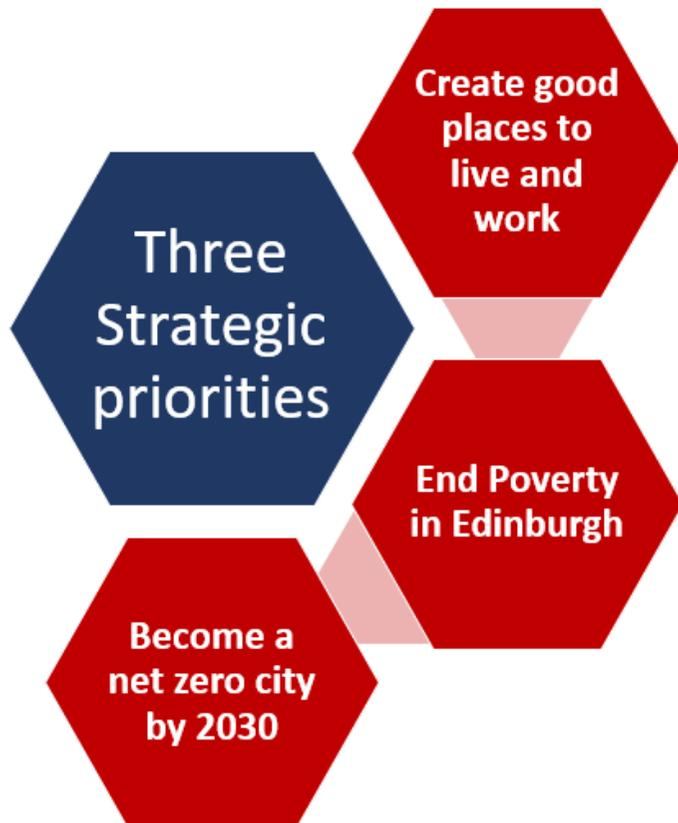 Three
Strategic
priorities
Create good
places to
live and
work
End Poverty
in Edinburgh
Become a
net zero city
by 2030